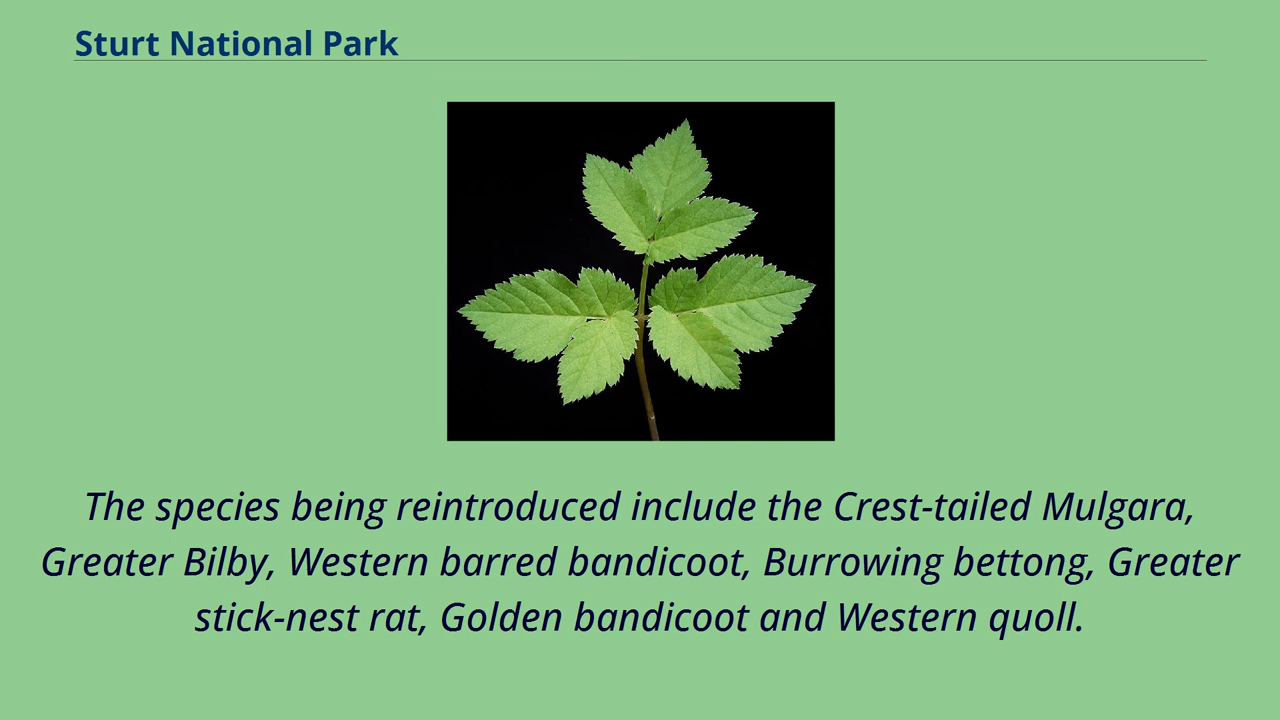 Sturt National Park
The species being reintroduced include the Crest-tailed Mulgara,
Greater Bilby, Western barred bandicoot, Burrowing bettong, Greater
stick-nest rat, Golden bandicoot and Western quoll.